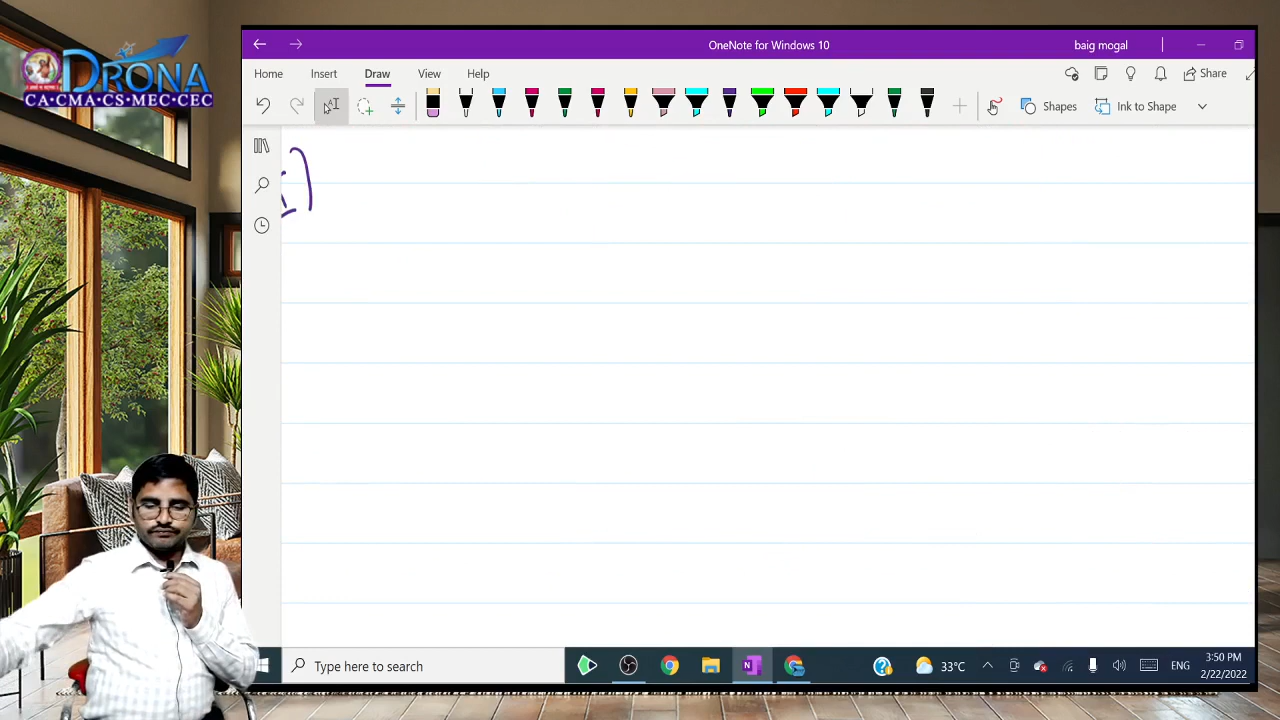 DRONA
CA-CMA-CS-MEC-CEC
OneNote for Windows 10
baig mogal
Home Insert Draw View Help
Share
Shapes
Ink to Shape
Type here to search
33°C
ENG
3:50 PM
2/22/2022